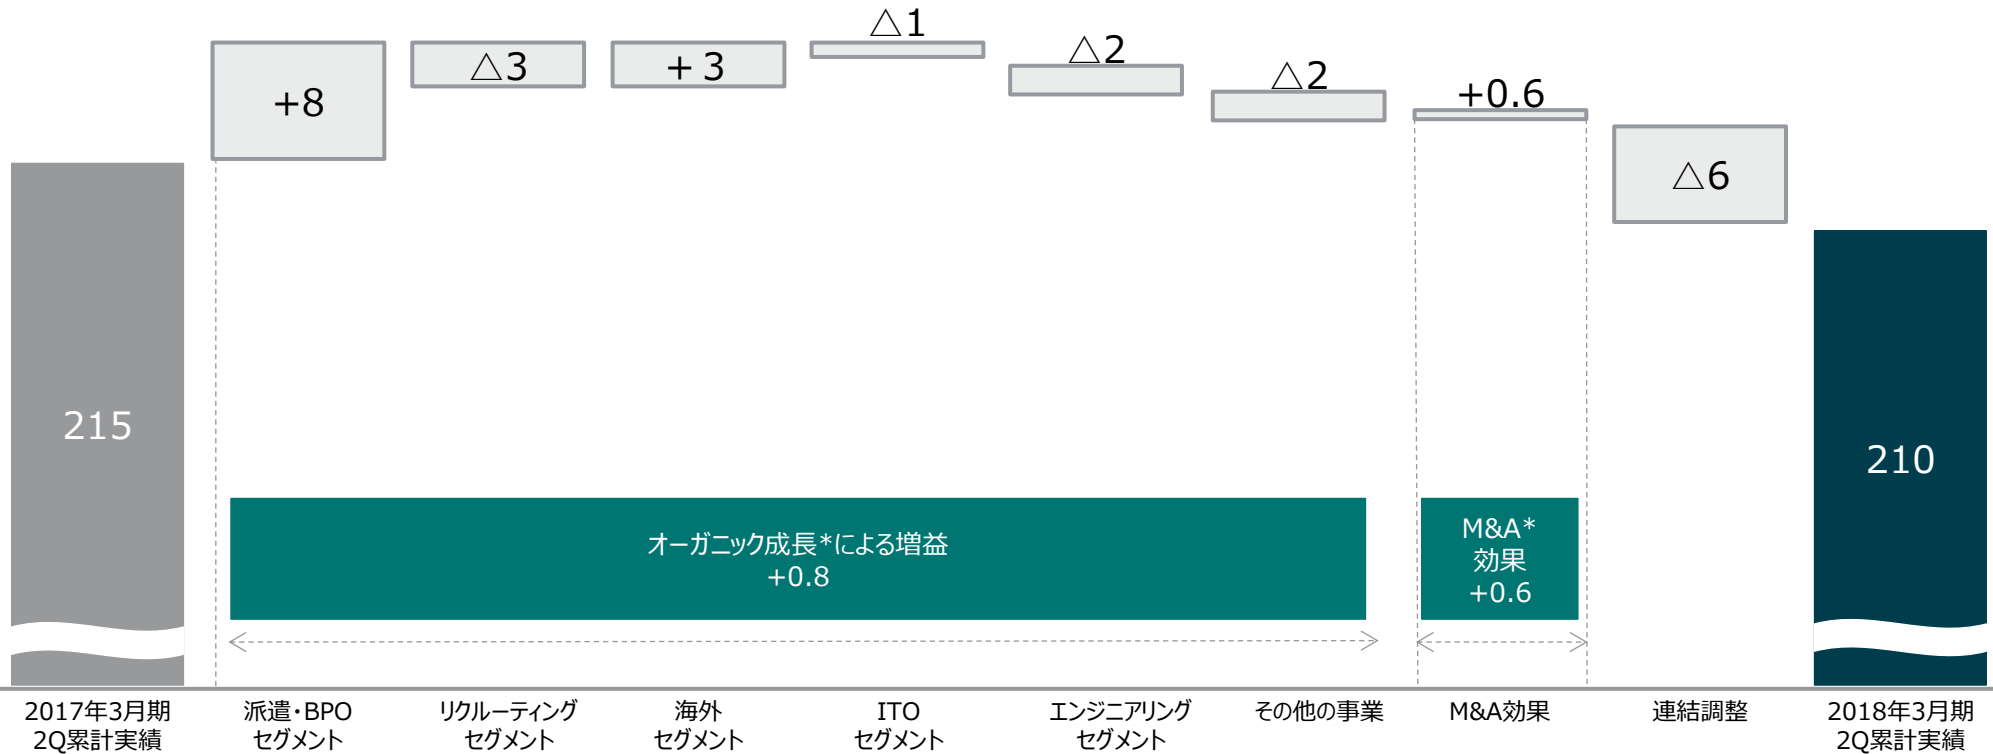 △1
△2
△2
+0.6
+8
△3
+3
△6
215
210
オーガニック成長*による増益
+0.8
M&A*
効果
+0.6
2017年3月期
2Q累計実績
派遣・BPO
セグメント
リクルーティング
セグメント
海外
セグメント
ITO
セグメント
エンジニアリング
セグメント
その他の事業
M&A効果
連結調整
2018年3月期
2Q累計実績